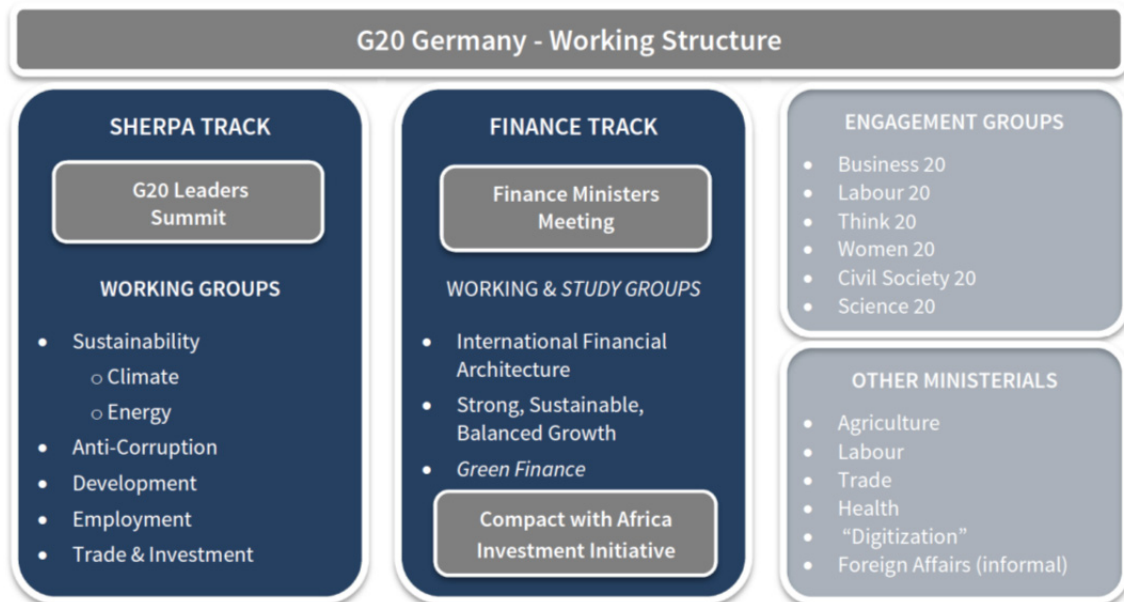 G20 Germany - Working Structure
SHERPA TRACK
G20 Leaders
Summit
WORKING GROUPS
• Sustainability
○ Climate
○ Energy
• Anti-Corruption
• Development
• Employment
• Trade & Investment
FINANCE TRACK
Finance Ministers
Meeting
WORKING & STUDY GROUPS
• International Financial
Architecture
• Strong, Sustainable,
Balanced Growth
• Green Finance
Compact with Africa
Investment Initiative
ENGAGEMENT GROUPS
• Business 20
• Labour 20
• Think 20
• Women 20
• Civil Society 20
• Science 20
OTHER MINISTERIALS
• Agriculture
• Labour
• Trade
• Health
• “Digitization”
• Foreign Affairs (informal)